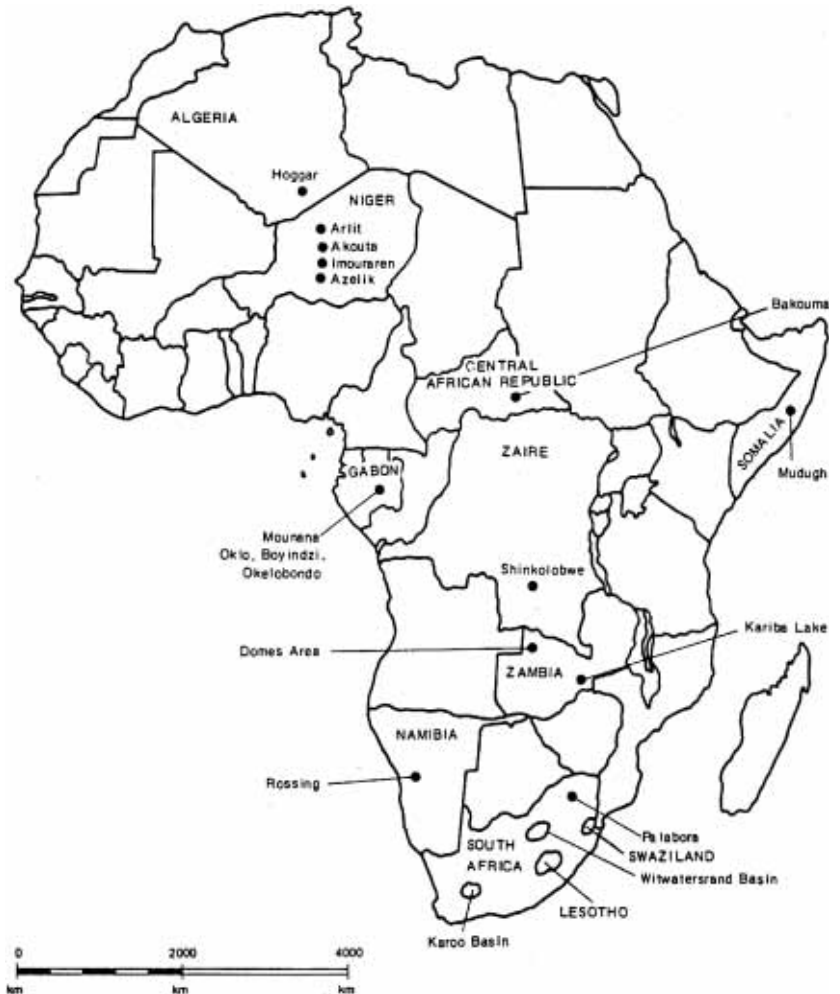 ALGERIA
Hoggar
NIGER
Arlit
Akouta
Imouraren
Azelik
Bakouma
CENTRAL
AFRICAN REPUBLIC
SOMALIA
ZAIRE
GABON
Mudugh
Mounana
Oklo, Boyindzi,
Okelobondo
Shinkolobwe
Kariba Lake
Domes Area
ZAMBIA
NAMIBIA
Rossing
Palabora
SOUTH
AFRICA
SWAZILAND
Witwatersrand Basin
LESOTHO
Karoo Basin
0 2000 4000
km km km